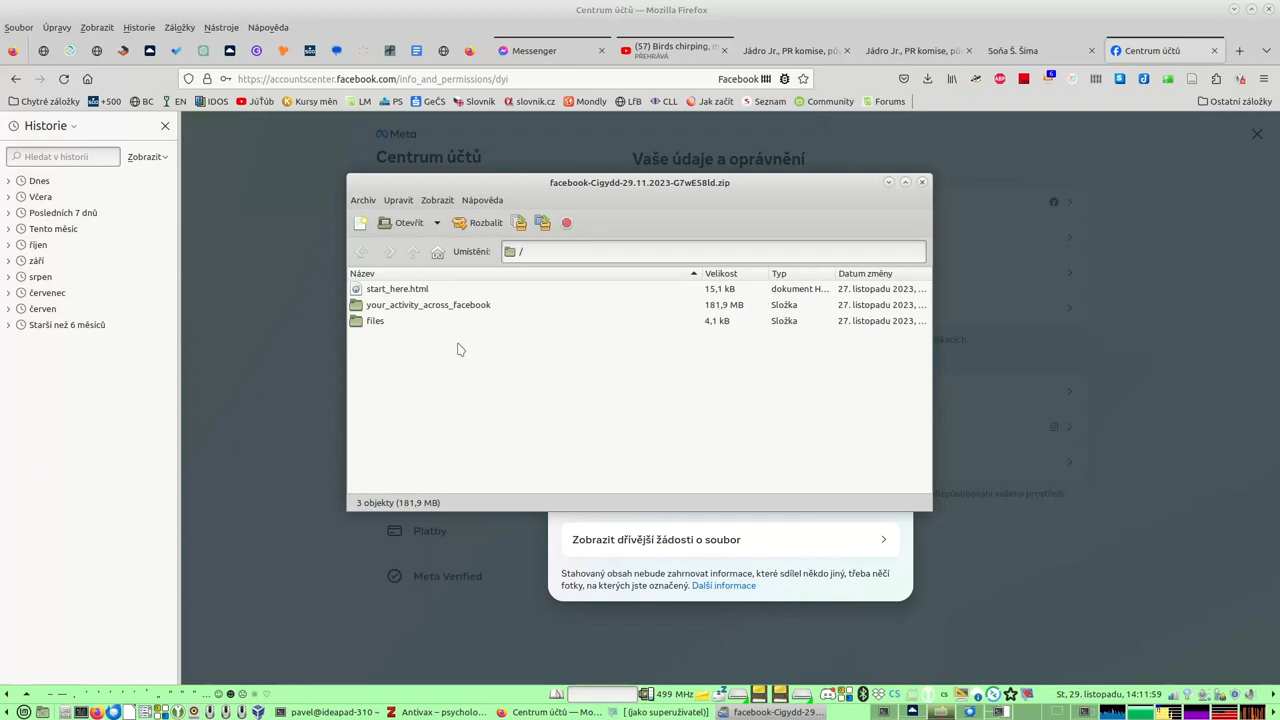 Centrum účtů — Mozilla Firefox
Soubor Úpravy Zobrazit Historie Záložky Nástroje Nápověda
Messenger
(57) Birds chirping, m
PŘEHRÁVÁ
Jádro Jr., PR komise, půs
Jádro Jr., PR komise, půs
Soňa Š. Šima
Centrum účtů
https://accountscenter.facebook.com/info_and_permissions/dyi
Facebook
6
Chytré záložky +500 BC EN IDOS JůŤůb Kursy měn LM PS GeČS Slovník slovnik.cz Mondly LfB CLL Jak začít Seznam Community Forums Ostatní záložky
Historie
Hledat v historii
Zobrazit
Dnes
Včera
Posledních 7 dnů
Tento měsíc
říjen
září
srpen
červenec
červen
Starší než 6 měsíců
Meta
Centrum účtů
Vaše údaje a oprávnění
facebook-Cigydd-29.11.2023-G7wE58ld.zip
Archiv Upravit Zobrazit Nápověda
Otevřít Rozbalit
Umístění: /
Název Velikost Typ Datum změny
start_here.html 15,1 kB dokument H... 27. listopadu 2023, ...
your_activity_across_facebook 181,9 MB Složka 27. listopadu 2023, ...
files 4,1 kB Složka 27. listopadu 2023, ...
3 objekty (181,9 MB)
Platby
Meta Verified
Zobrazit dřívější žádosti o soubor
Stahovaný obsah nebude zahrnovat informace, které sdílel někdo jiný, třeba něčí
fotky, na kterých jste označený. Další informace
499 MHz
CS
cs
St, 29. listopadu, 14:11:59
pavel@ideapad-310 ...
Antivax – psycholo...
Centrum účtů — Mo...
[ (jako superuživatel)]
facebook-Cigydd-29...